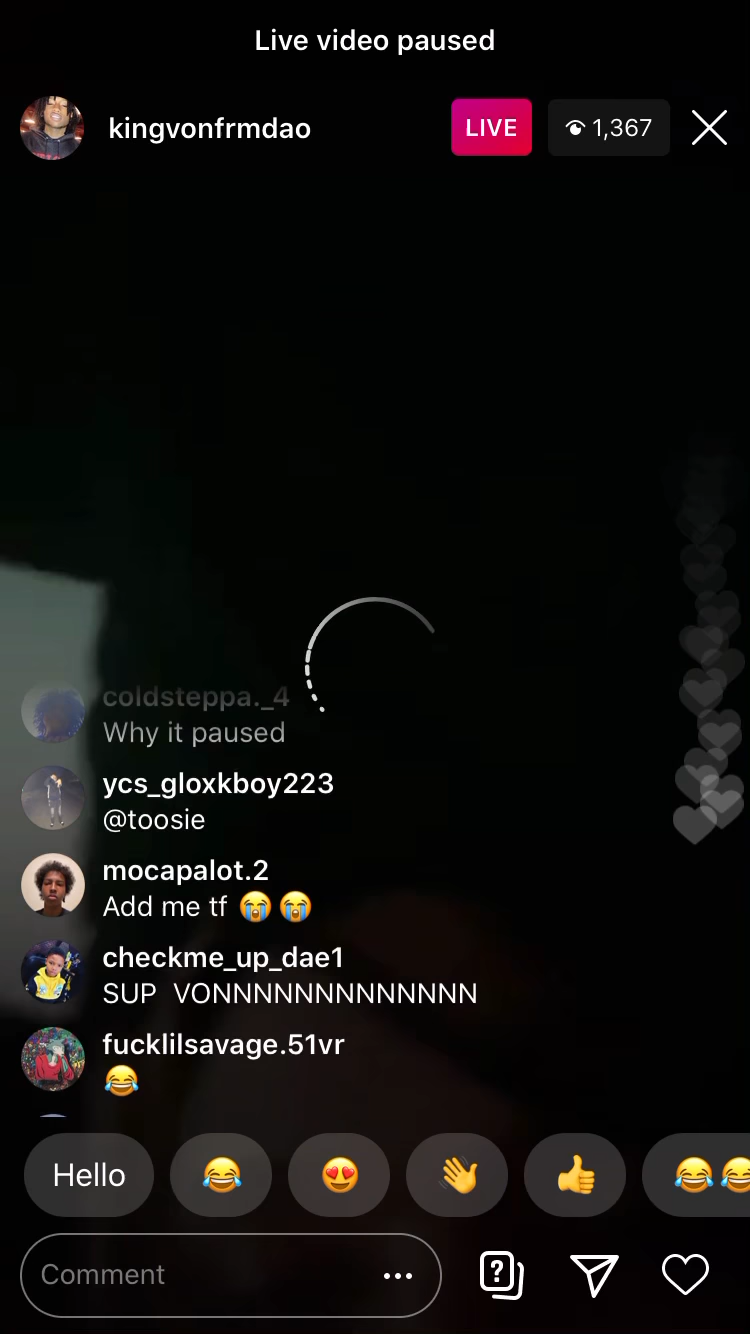 Live video paused
kingvonfrmdao LIVE 1,367
coldsteppa._4
Why it paused
ycs_gloxkboy223
@toosie
mocapalot.2
Add me tf 😭😭
checkme_up_dae1
SUP VONNNNNNNNNNNNN
fucklilsavage.51vr
😂
Hello 😂 😍 👋 👍 😂😂
Comment